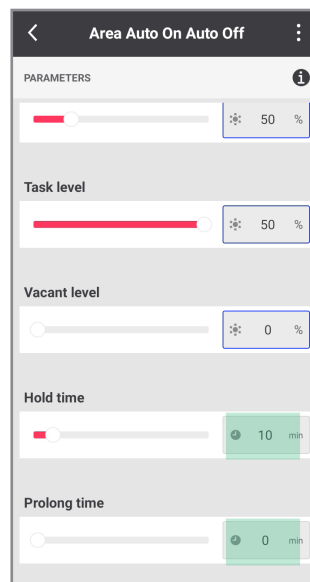 Area Auto On Auto Off
PARAMETERS
50 %
Task level
50 %
Vacant level
0 %
Hold time
10 min
Prolong time
0 min